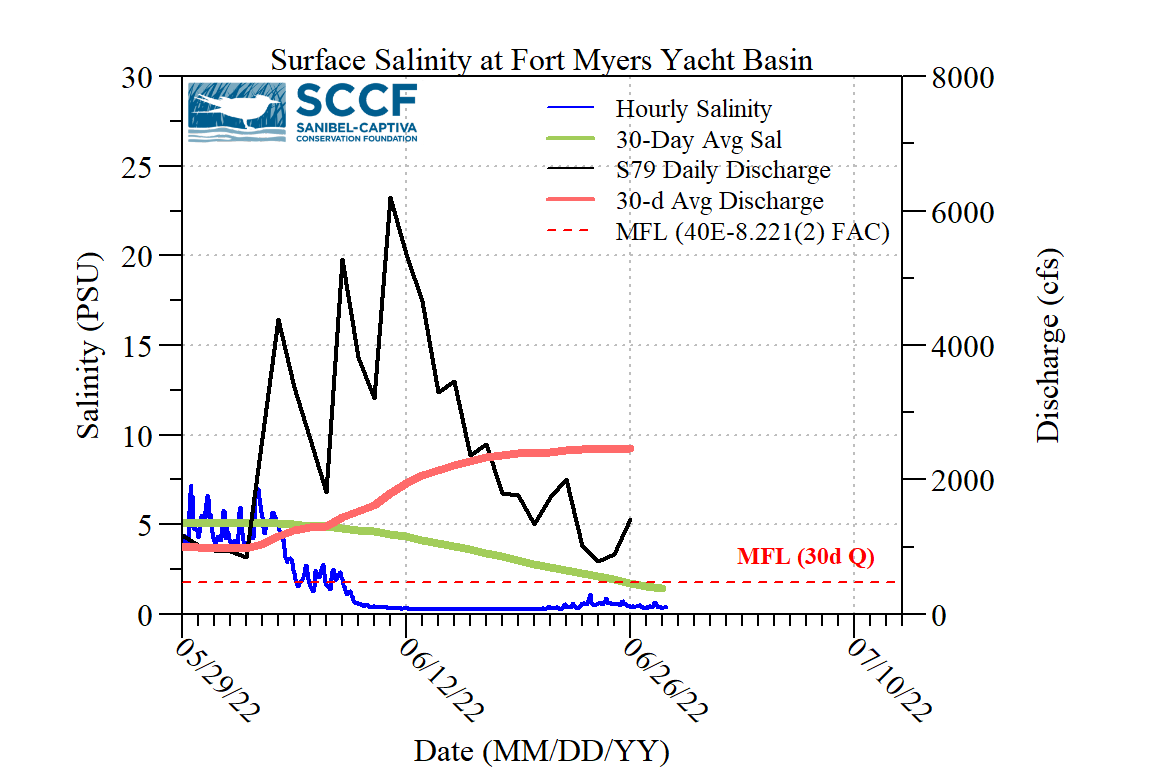 Surface Salinity at Fort Myers Yacht Basin
SCCF
SANIBEL-CAPTIVA
CONSERVATION FOUNDATION
Hourly Salinity
30-Day Avg Sal
S79 Daily Discharge
30-d Avg Discharge
MFL (40E-8.221(2) FAC)
30
25
20
15
10
5
0
Salinity (PSU)
8000
6000
4000
2000
0
Discharge (cfs)
MFL (30d Q)
05/29/22
06/12/22
06/26/22
07/10/22
Date (MM/DD/YY)